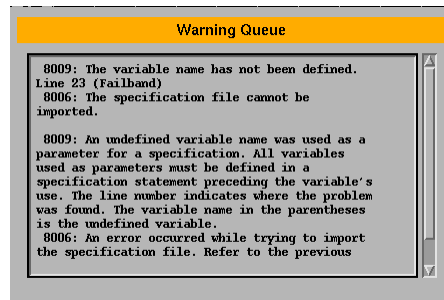 Warning Queue
8009: The variable name has not been defined.
Line 23 (Failband)
8006: The specification file cannot be
imported.
8009: An undefined variable name was used as a
parameter for a specification. All variables
used as parameters must be defined in a
specification statement preceding the variable's
use. The line number indicates where the problem
was found. The variable name in the parentheses
is the undefined variable.
8006: An error occurred while trying to import
the specification file. Refer to the previous